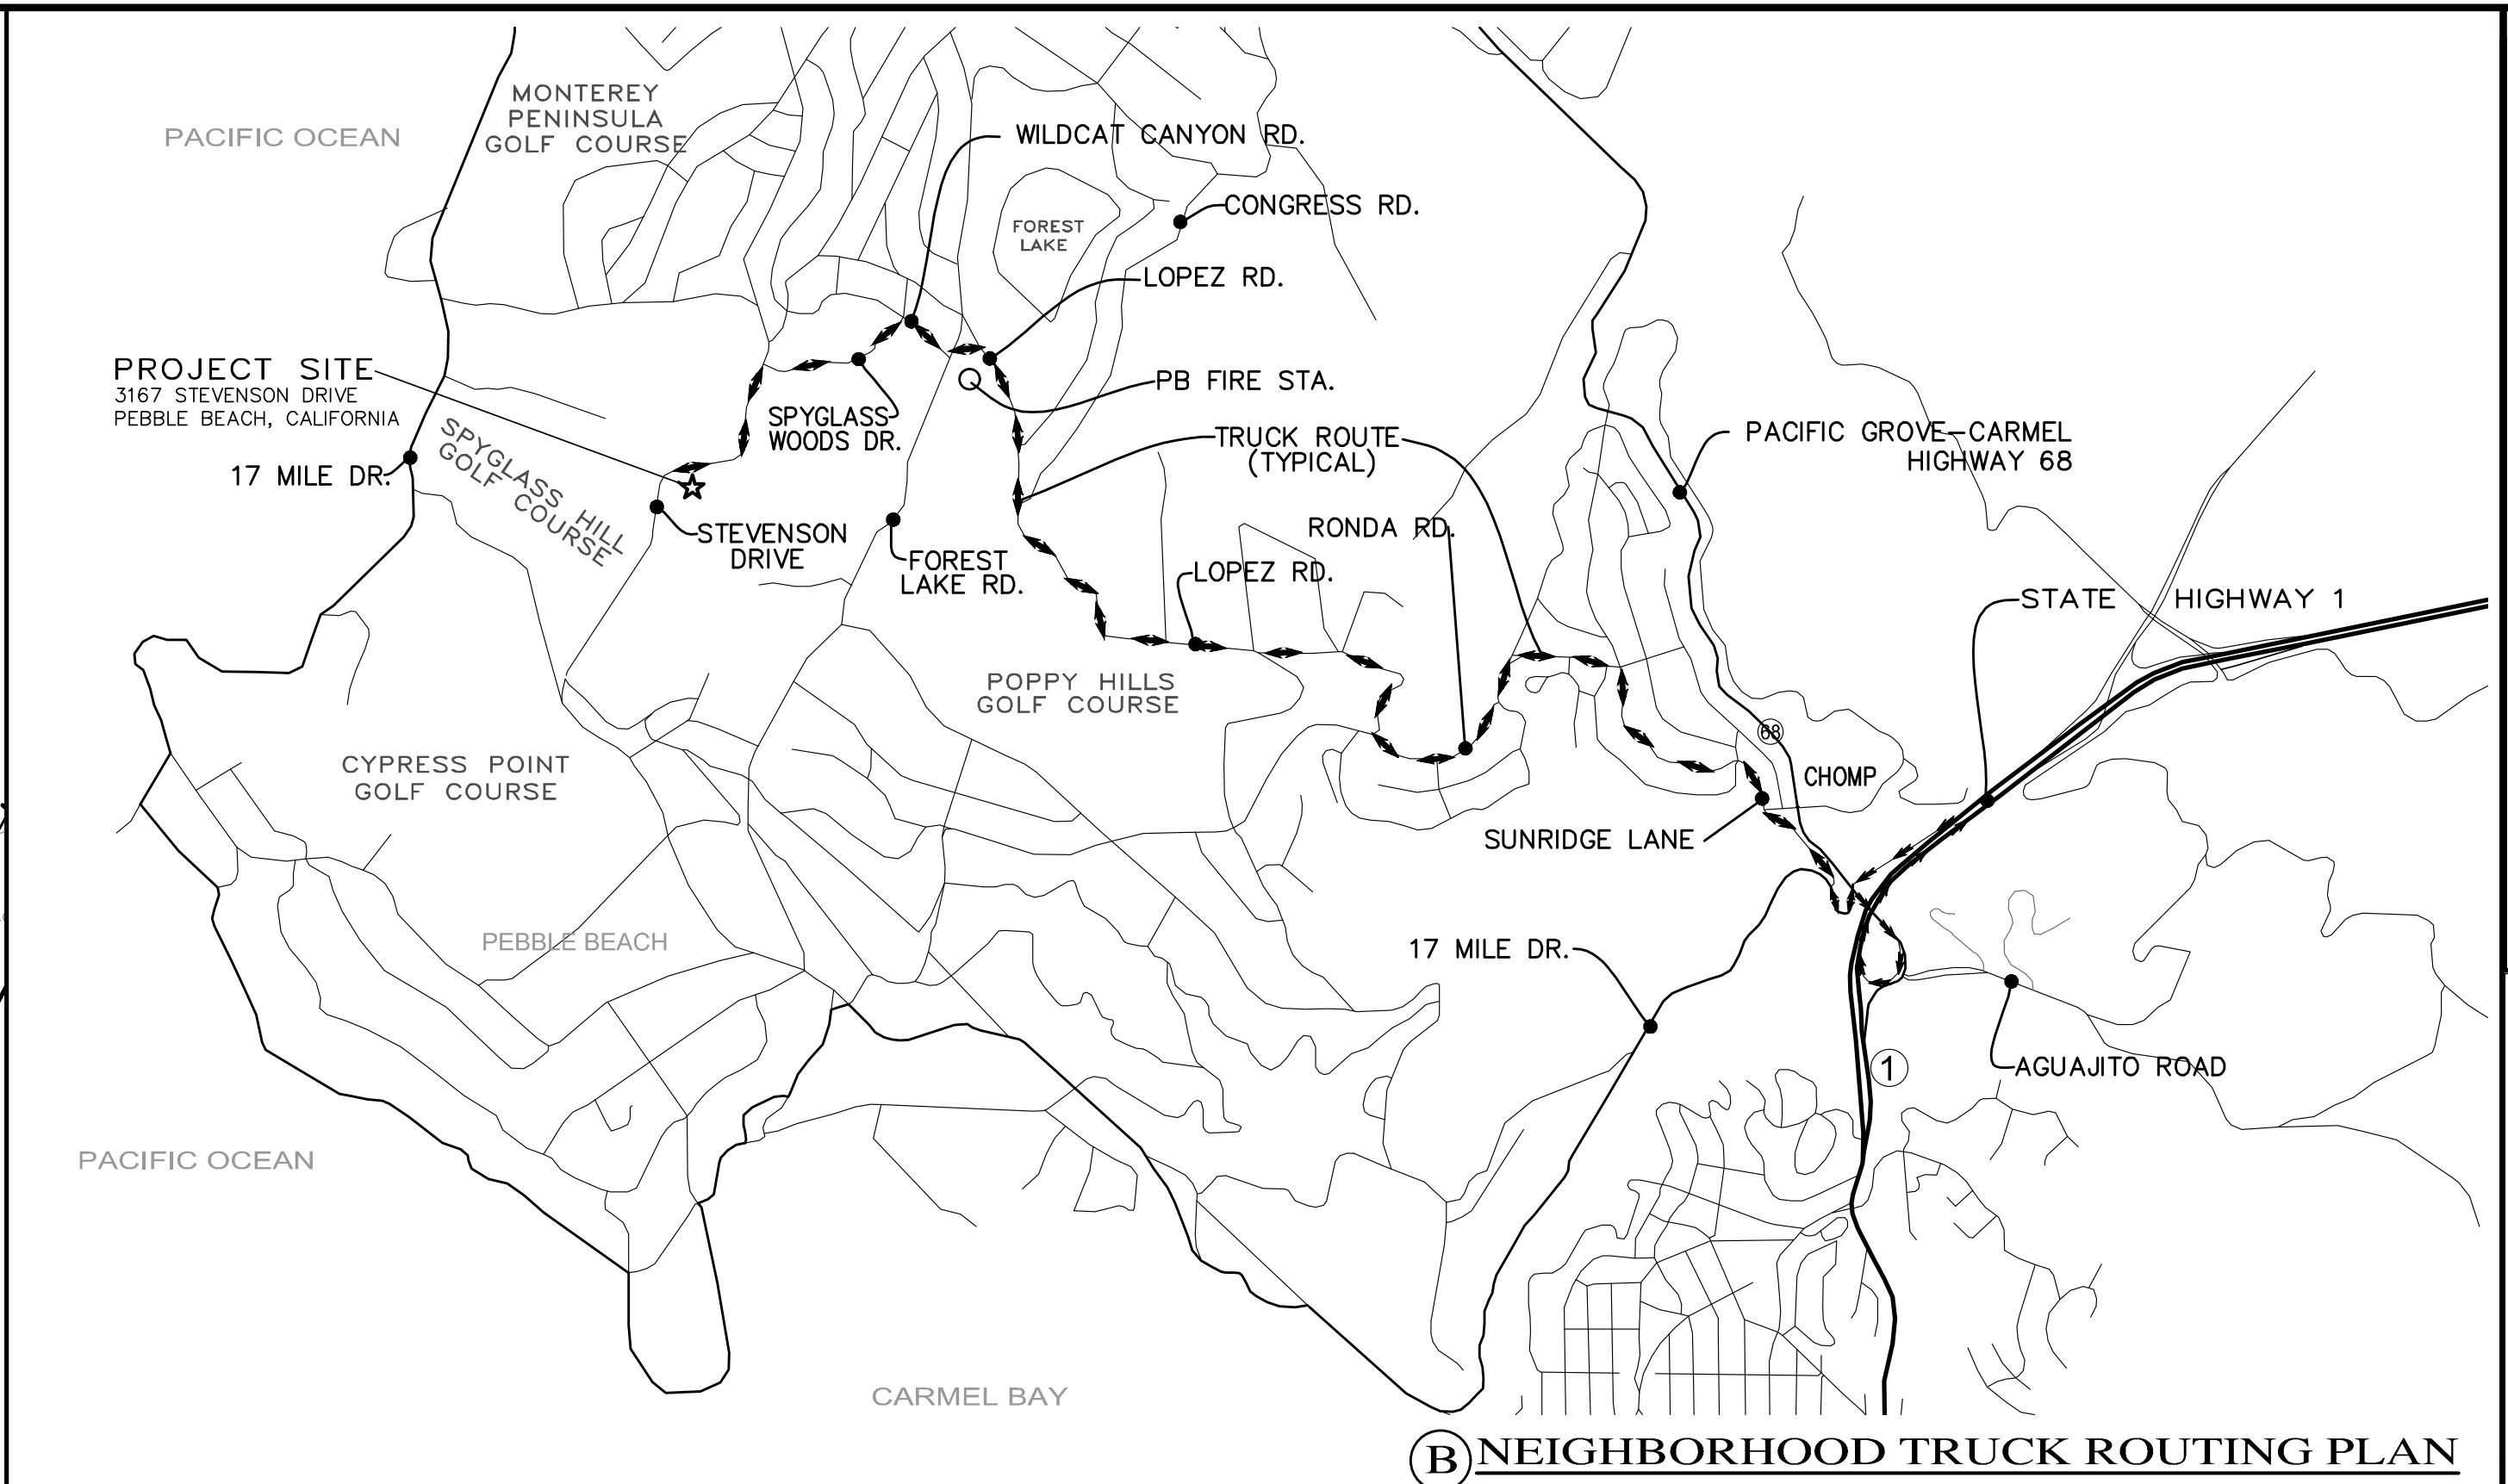 MONTEREY
PENINSULA
GOLF COURSE
PACIFIC OCEAN
WILDCAT CANYON RD.
CONGRESS RD.
FOREST
LAKE
LOPEZ RD.
PROJECT SITE
3167 STEVENSON DRIVE
PEBBLE BEACH, CALIFORNIA
PB FIRE STA.
SPYGLASS
WOODS DR.
TRUCK ROUTE
(TYPICAL)
PACIFIC GROVE-CARMEL
HIGHWAY 68
17 MILE DR.
SPYGLASS HILL
GOLF COURSE
STEVENSON
DRIVE
RONDA RD.
FOREST
LAKE RD.
LOPEZ RD.
STATE HIGHWAY 1
POPPY HILLS
GOLF COURSE
68
CYPRESS POINT
GOLF COURSE
CHOMP
SUNRIDGE LANE
PEBBLE BEACH
17 MILE DR.
1
AGUAJITO ROAD
PACIFIC OCEAN
CARMEL BAY
B NEIGHBORHOOD TRUCK ROUTING PLAN